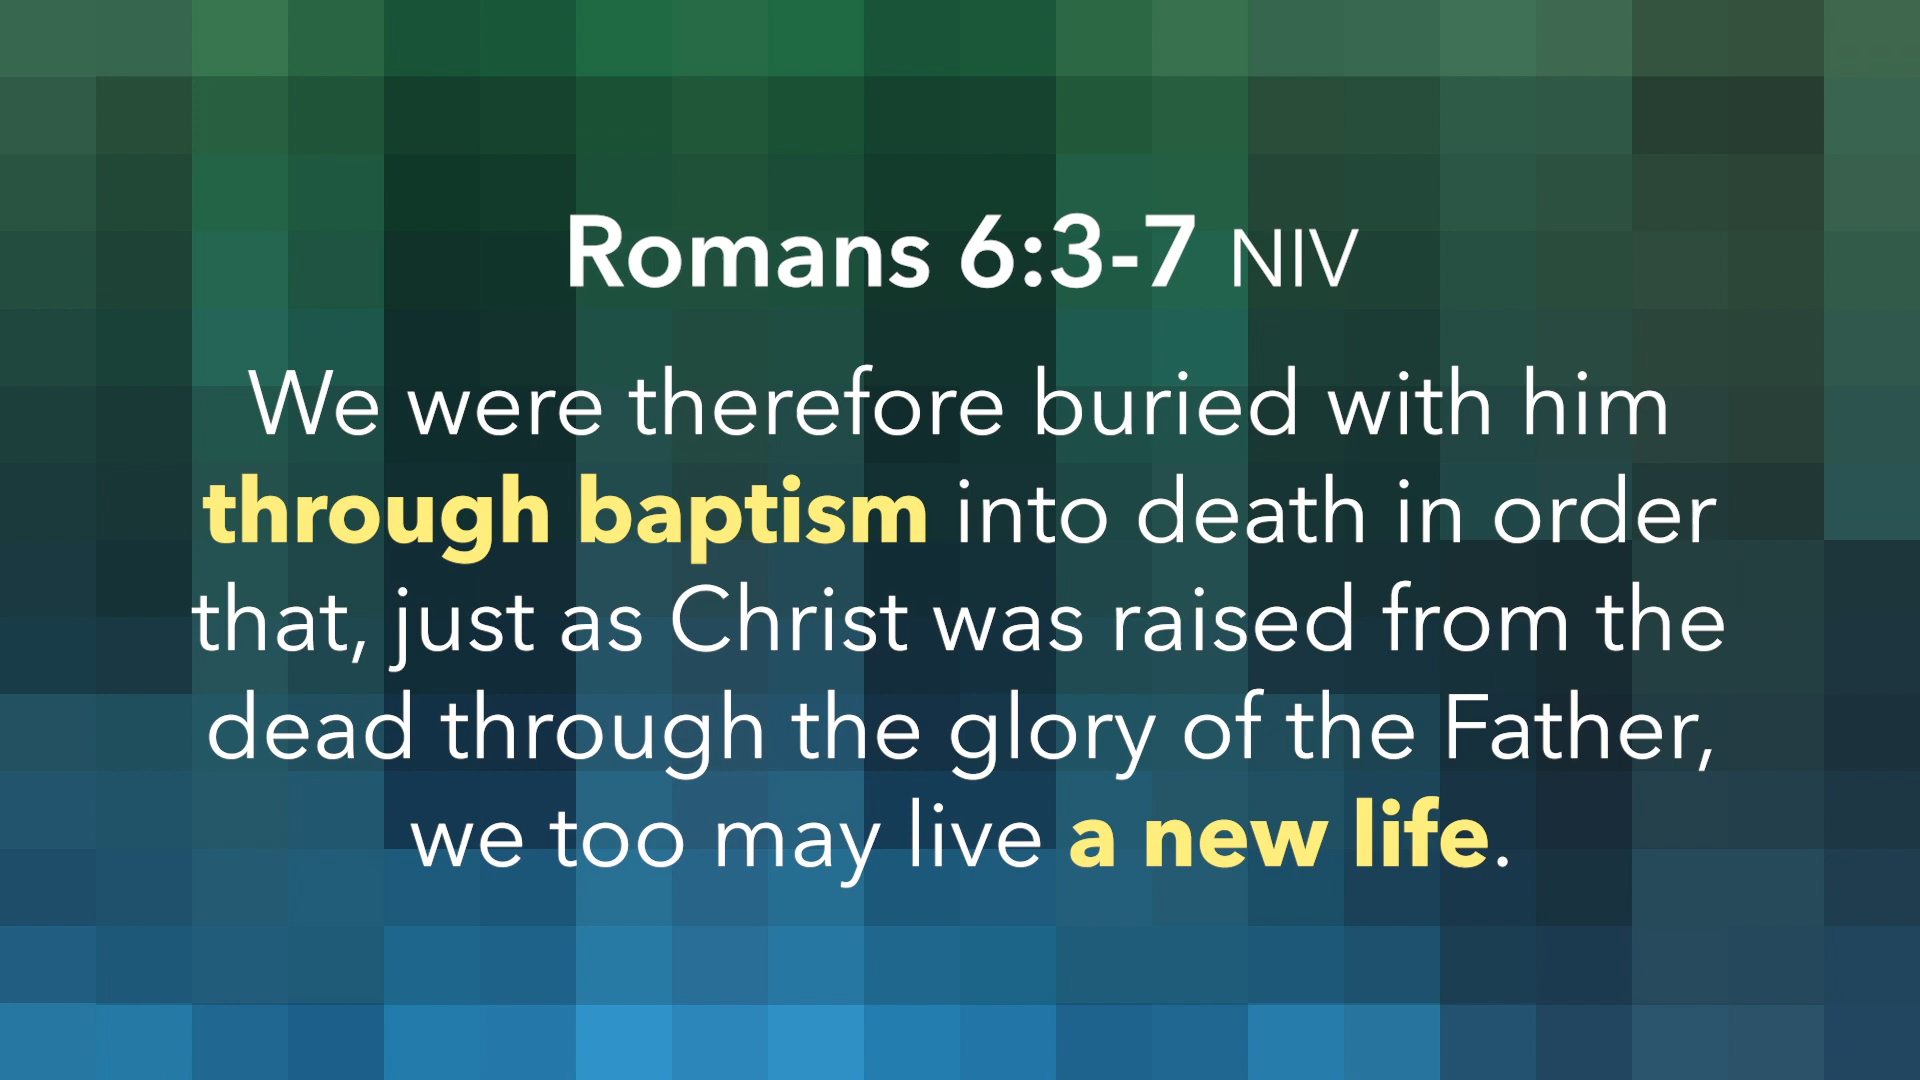 Romans 6:3-7 NIV
We were therefore buried with him
through baptism into death in order
that, just as Christ was raised from the
dead through the glory of the Father,
we too may live a new life.